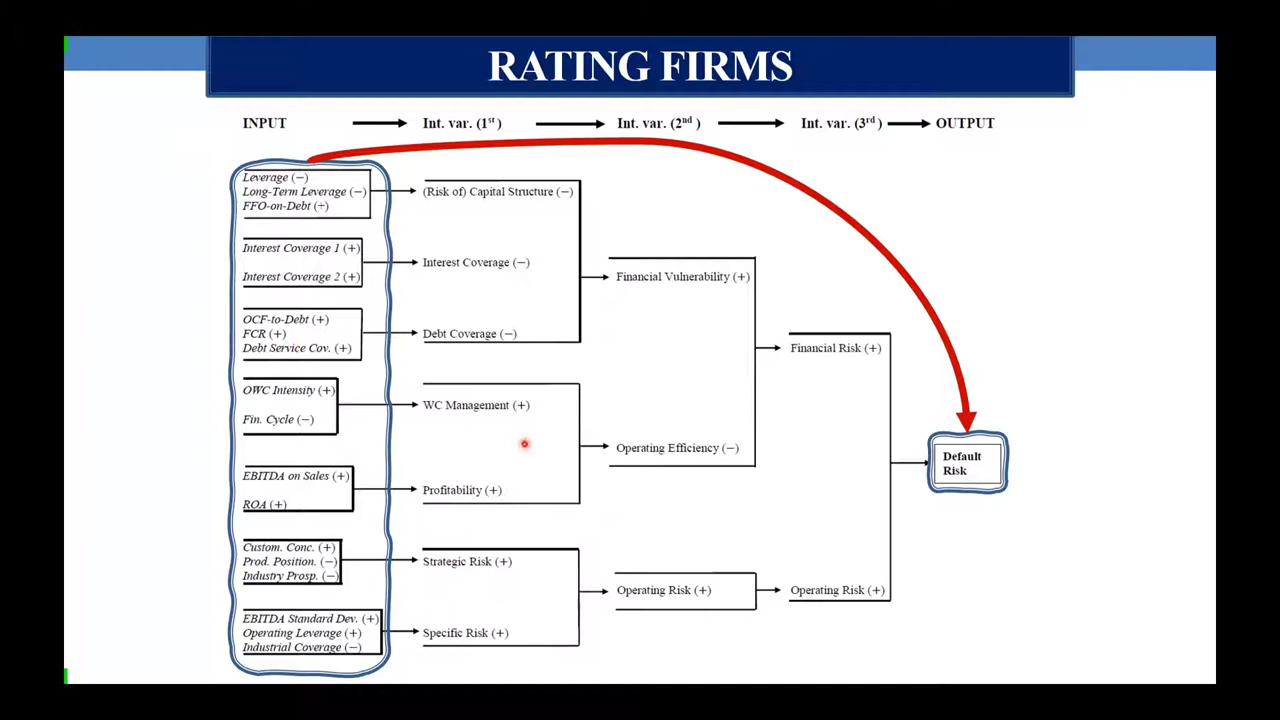 RATING FIRMS
INPUT Int. var. (1st ) Int. var. (2nd ) Int. var. (3rd ) OUTPUT
Leverage (−)
Long-Term Leverage (−)
FFO-on-Debt (+)
(Risk of) Capital Structure (−)
Interest Coverage 1 (+)
Interest Coverage 2 (+)
Interest Coverage (−)
Financial Vulnerability (+)
OCF-to-Debt (+)
FCR (+)
Debt Service Cov. (+)
Debt Coverage (−)
Financial Risk (+)
OWC Intensity (+)
Fin. Cycle (−)
WC Management (+)
Operating Efficiency (−)
EBITDA on Sales (+)
ROA (+)
Profitability (+)
Default
Risk
Custom. Conc. (+)
Prod. Position. (−)
Industry Prosp. (−)
Strategic Risk (+)
Operating Risk (+)
Operating Risk (+)
EBITDA Standard Dev. (+)
Operating Leverage (+)
Industrial Coverage (−)
Specific Risk (+)